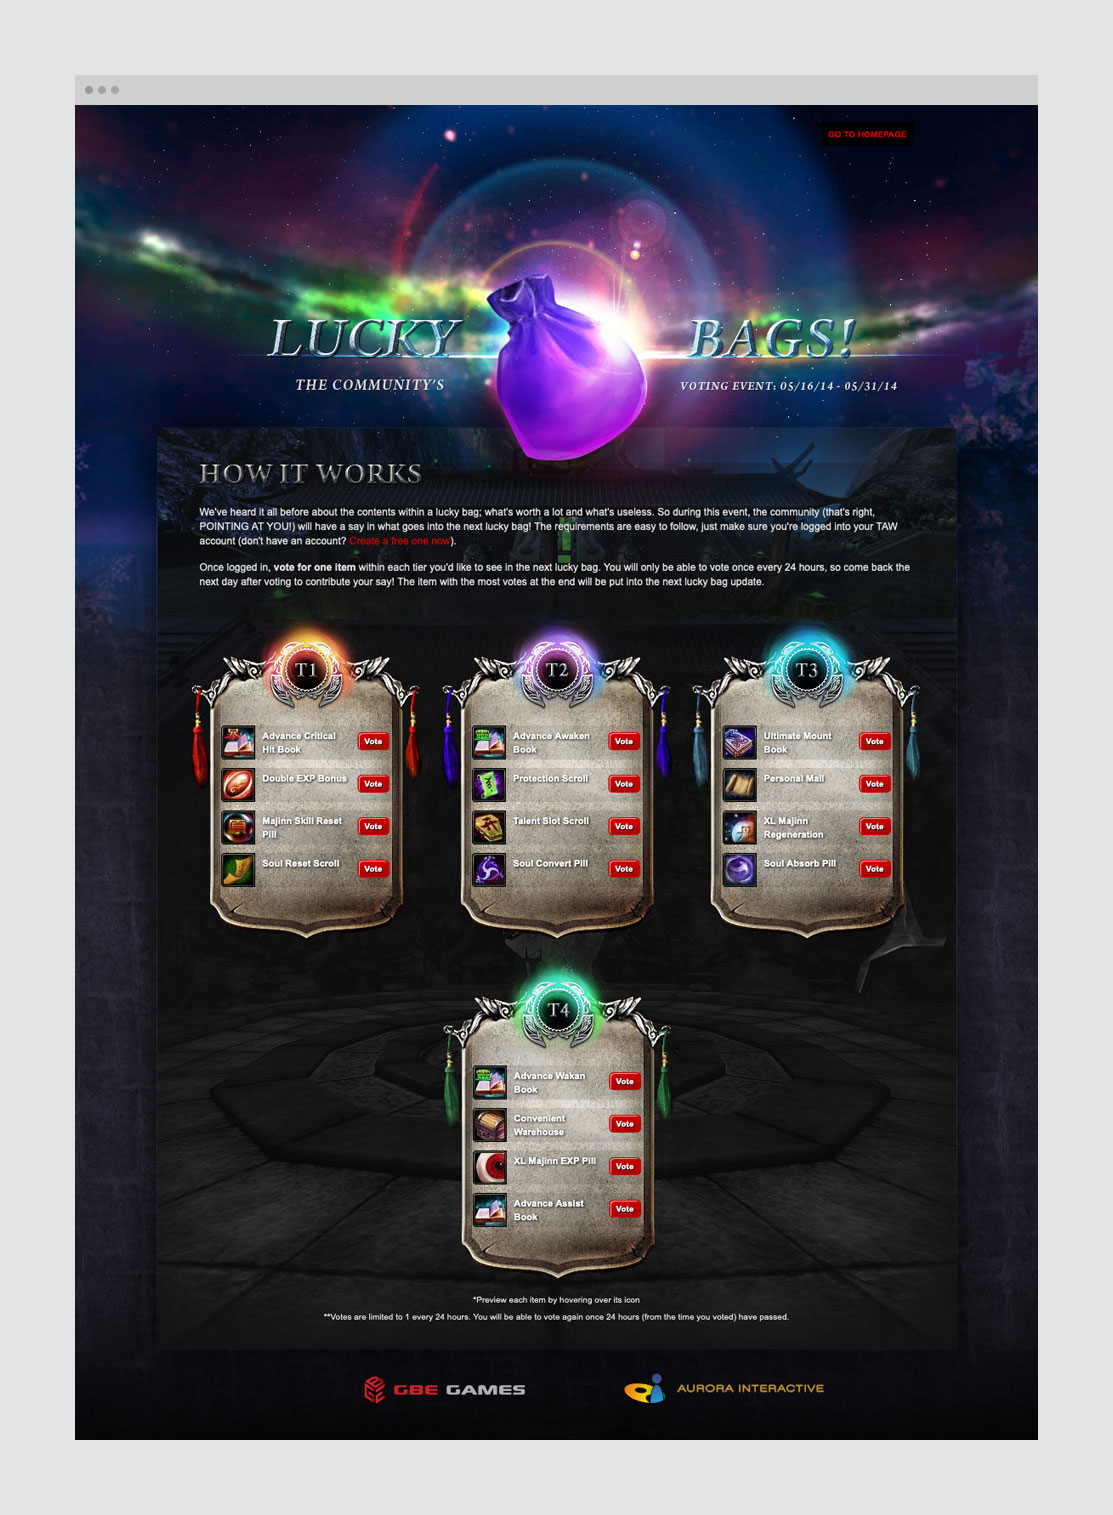 GO TO HOMEPAGE
LUCKY BAGS!
THE COMMUNITY'S
VOTING EVENT: 05/16/14 - 05/31/14
HOW IT WORKS
We've heard it all before about the contents within a lucky bag; what's worth a lot and what's useless. So during this event, the community (that's right,
POINTING AT YOU!) will have a say in what goes into the next lucky bag! The requirements are easy to follow, just make sure you're logged into your TAW
account (don't have an account? Create a free one now).
Once logged in, vote for one item within each tier you'd like to see in the next lucky bag. You will only be able to vote once every 24 hours, so come back the
next day after voting to contribute your say! The item with the most votes at the end will be put into the next lucky bag update.
T1
Advance Critical
Hit Book
Vote
Double EXP Bonus
Vote
Majinn Skill Reset
Pill
Vote
Soul Reset Scroll
Vote
T2
Advance Awaken
Book
Vote
Protection Scroll
Vote
Talent Slot Scroll
Vote
Soul Convert Pill
Vote
T3
Ultimate Mount
Book
Vote
Personal Mail
Vote
XL Majinn
Regeneration
Vote
Soul Absorb Pill
Vote
T4
Advance Wakan
Book
Vote
Convenient
Warehouse
Vote
XL Majinn EXP Pill
Vote
Advance Assist
Book
Vote
*Preview each item by hovering over its icon
**Votes are limited to 1 every 24 hours. You will be able to vote again once 24 hours (from the time you voted) have passed.
GBE GAMES
AURORA INTERACTIVE